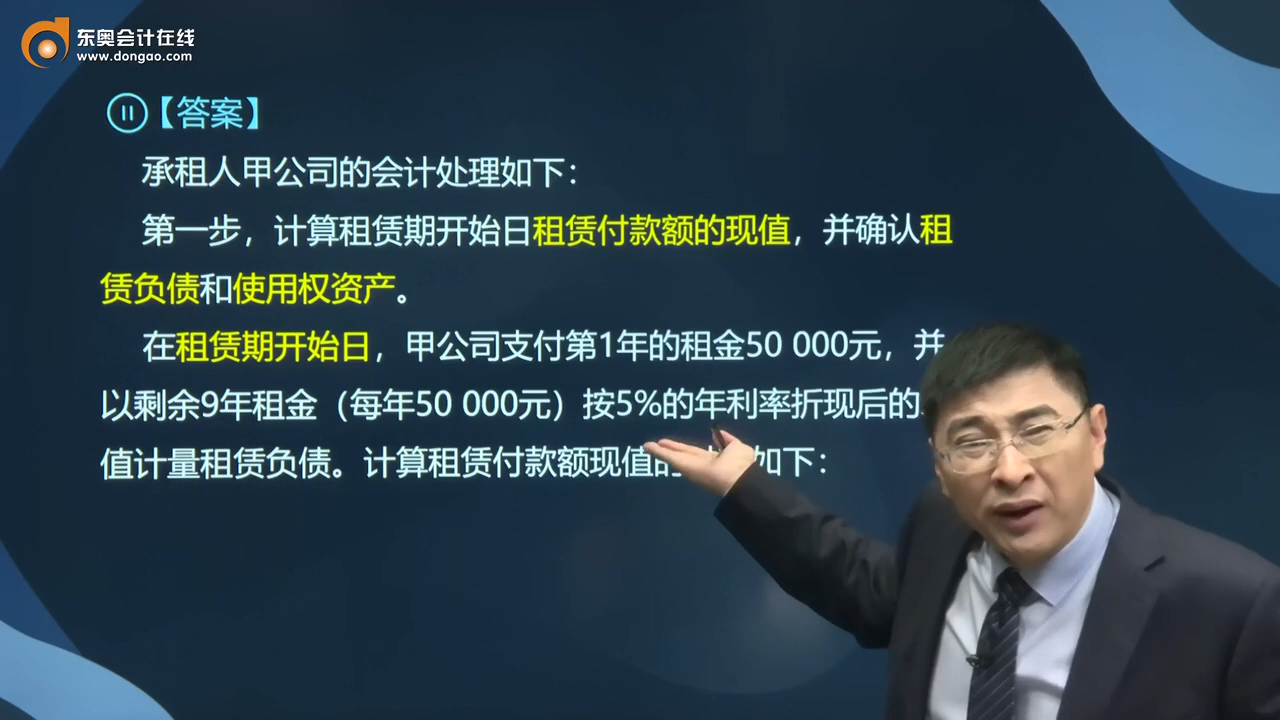 东奥会计在线
www.dongao.com
【答案】
承租人甲公司的会计处理如下：
第一步，计算租赁期开始日租赁付款额的现值，并确认租
赁负债和使用权资产。
在租赁期开始日，甲公司支付第1年的租金50 000元，并
以剩余9年租金（每年50 000元）按5%的年利率折现后的
值计量租赁负债。计算租赁付款额现值的 如下：